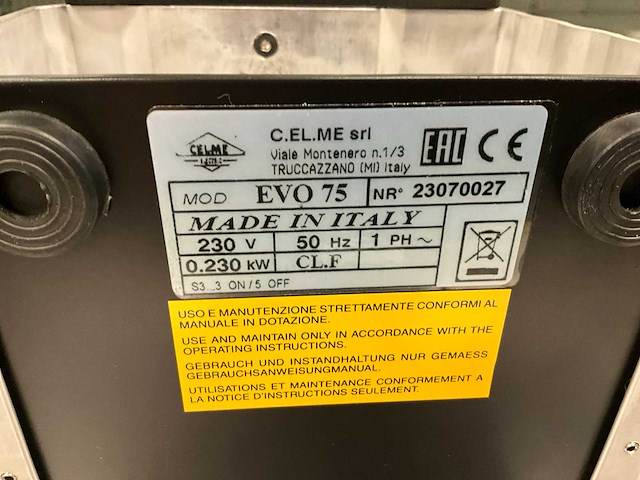 CELME
C.EL.ME srl
Viale Montenero n.1/3
TRUCCAZZANO (MI) Italy
EAC CE
MOD EVO 75 NR° 23070027
MADE IN ITALY
230 V 50 Hz 1 PH ~
0.230 kW CL.F
S3...3 ON/5 OFF
USO E MANUTENZIONE STRETTAMENTE CONFORMI AL
MANUALE IN DOTAZIONE.
USE AND MAINTAIN ONLY IN ACCORDANCE WITH THE
OPERATING INSTRUCTIONS.
GEBRAUCH UND INSTANDHALTUNG NUR GEMAESS
GEBRAUCHSANWEISUNGMANUAL.
UTILISATIONS ET MAINTENANCE CONFORMEMENT A
LA NOTICE D'INSTRUCTIONS SEULEMENT.